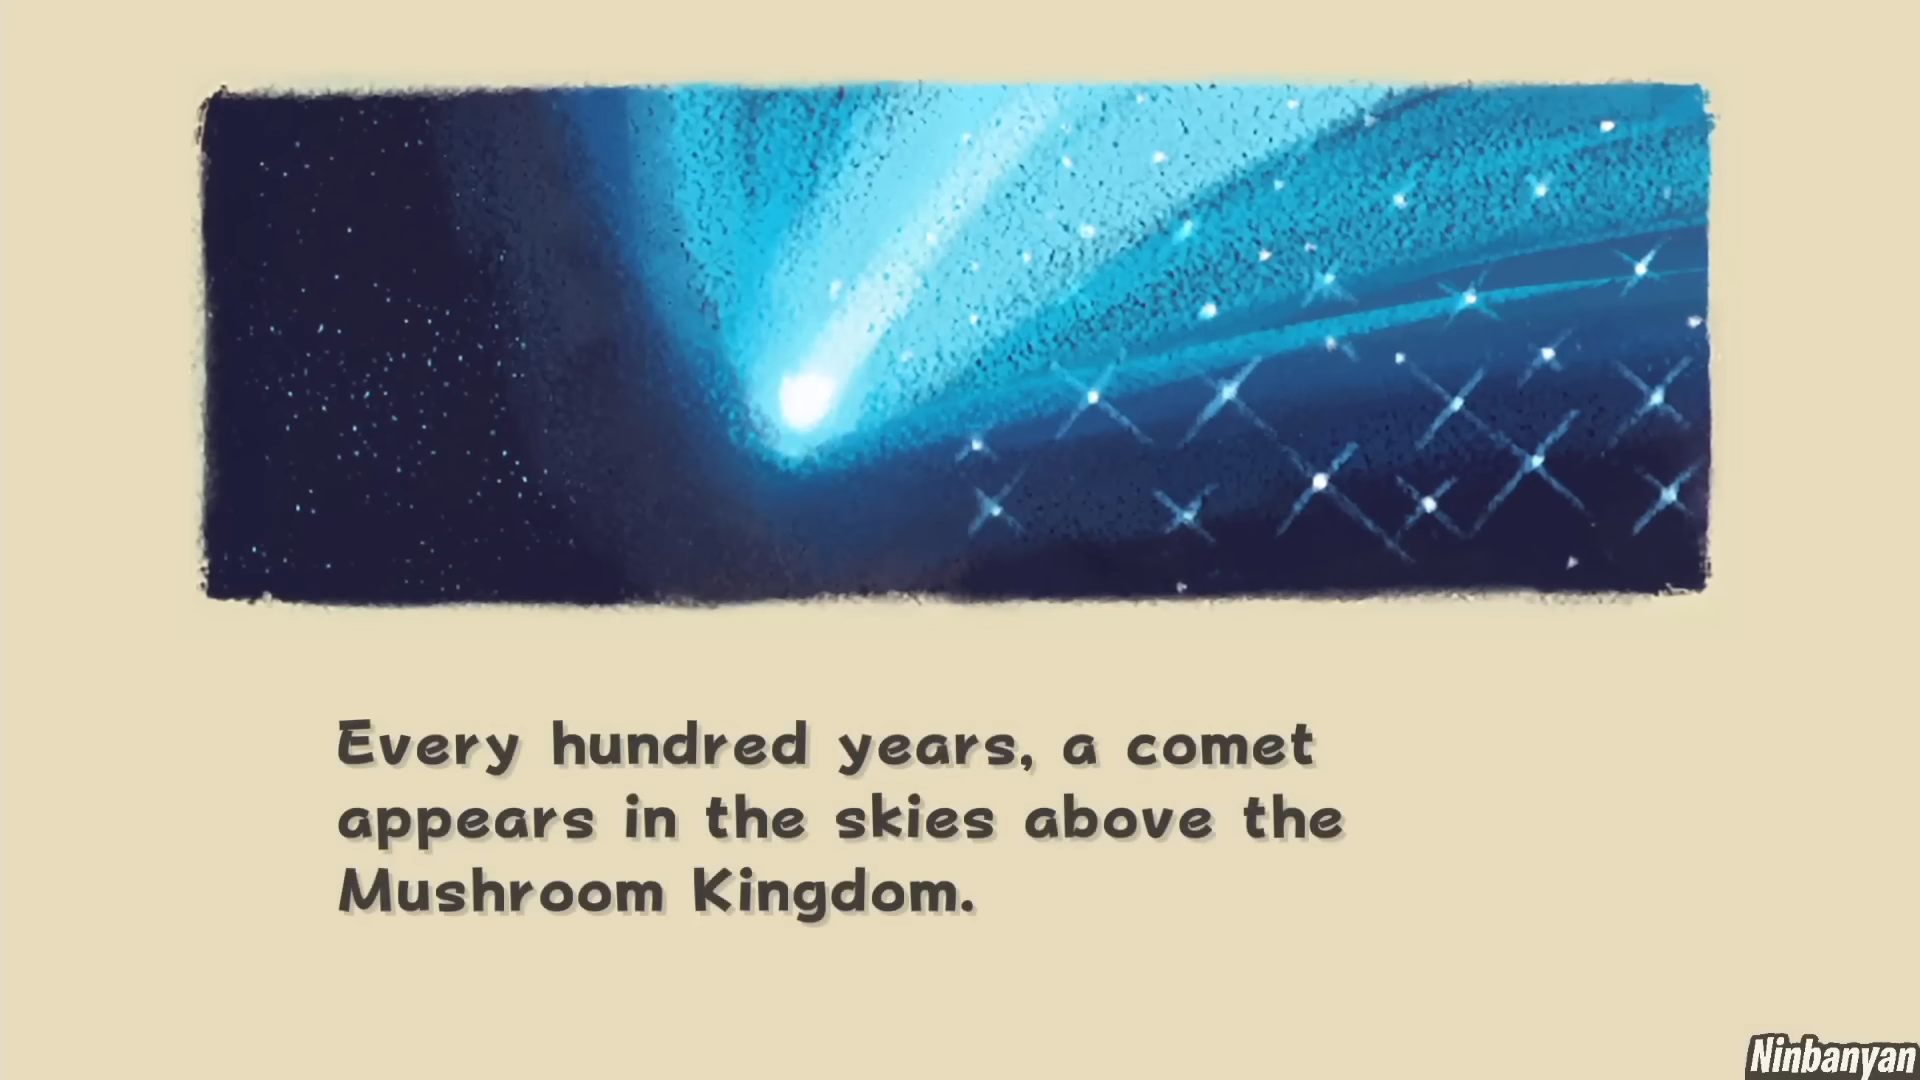 Every hundred years, a comet
appears in the skies above the
Mushroom Kingdom.
Ninbanyan